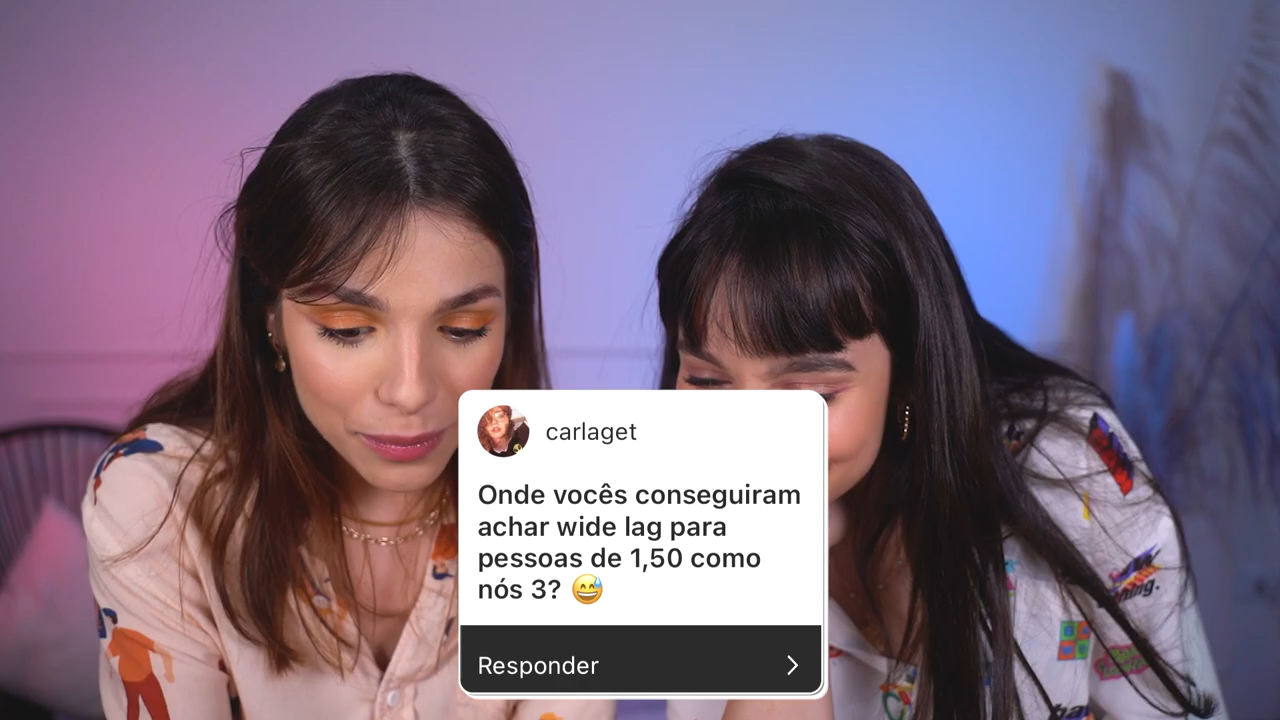 carlaget
Onde vocês conseguiram
achar wide lag para
pessoas de 1,50 como
nós 3? 😅
Responder